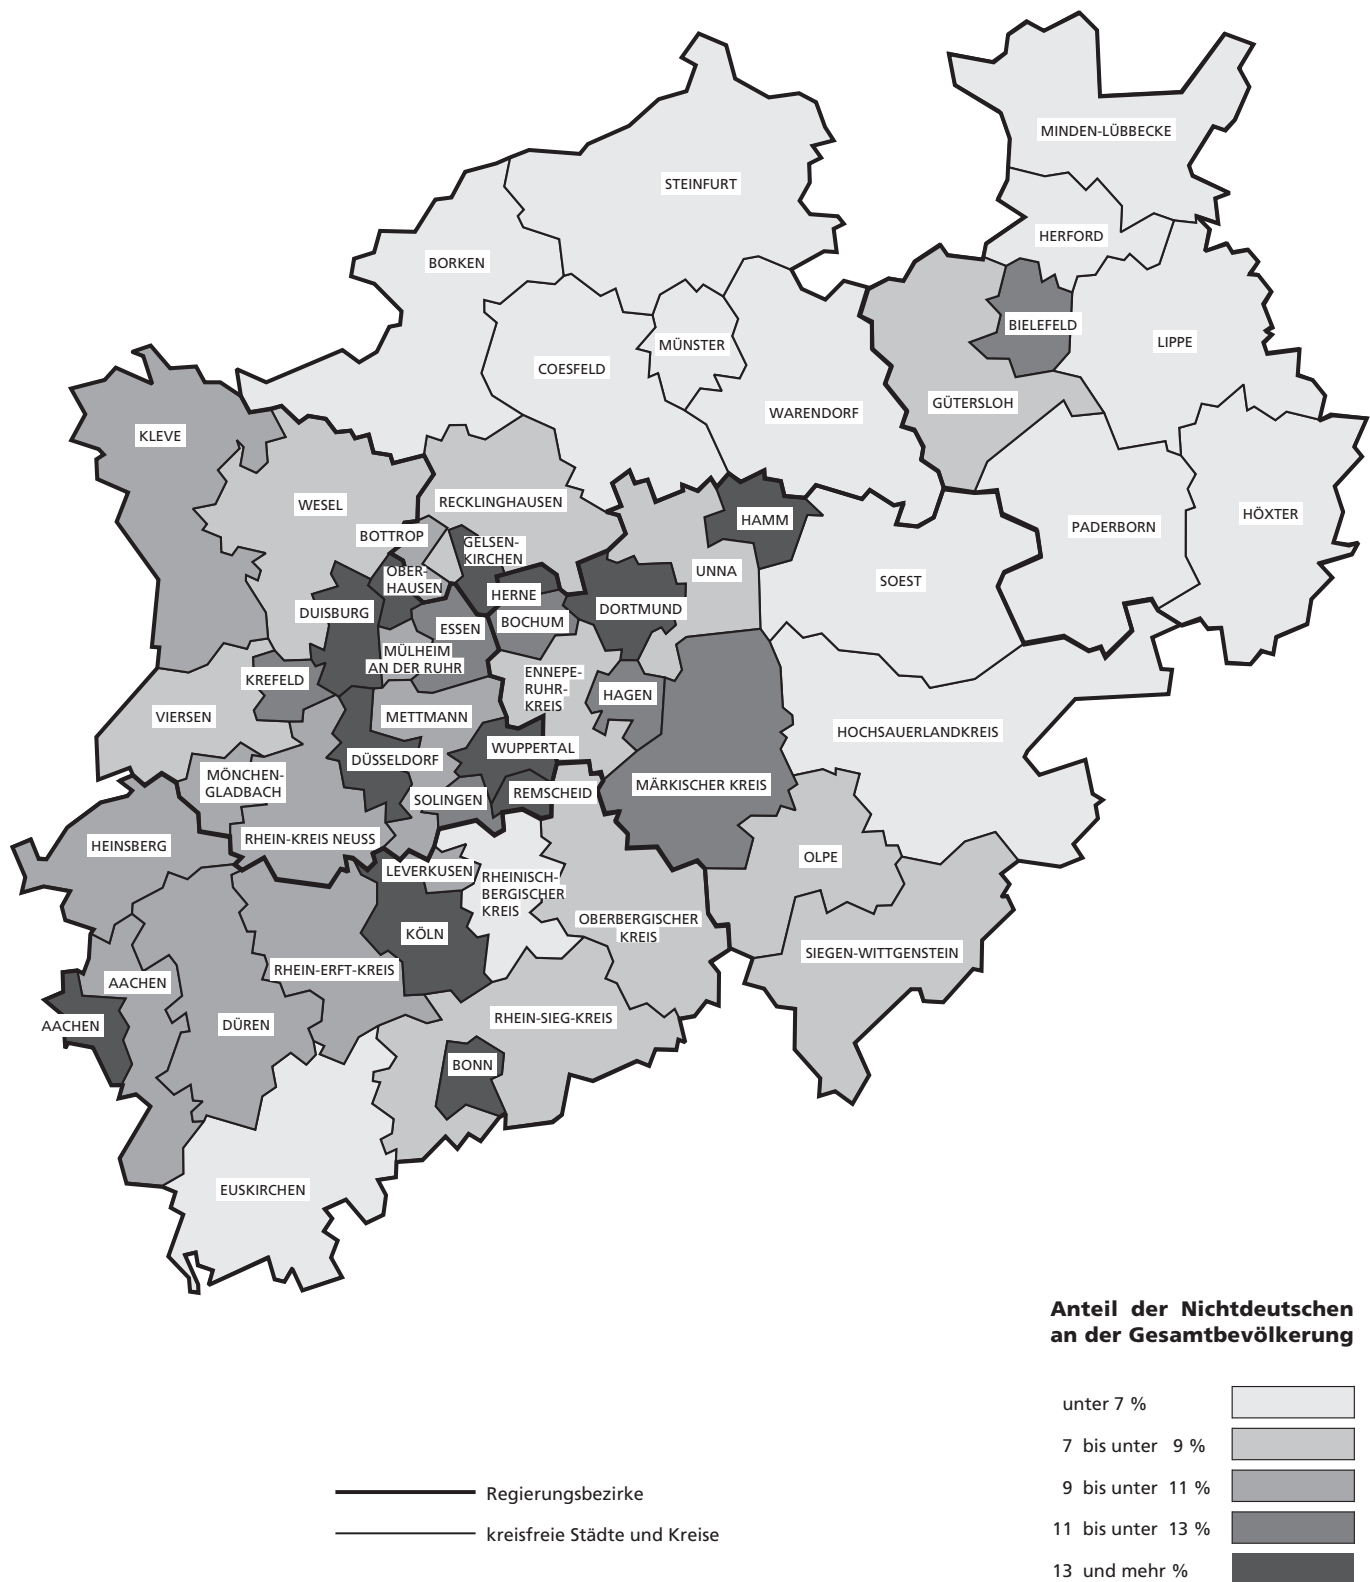 MINDEN-LÜBBECKE
STEINFURT
HERFORD
BORKEN
BIELEFELD
LIPPE
MÜNSTER
COESFELD
GÜTERSLOH
WARENDORF
KLEVE
RECKLINGHAUSEN
WESEL
HÖXTER
HAMM
PADERBORN
BOTTROP
GELSEN-
KIRCHEN
UNNA
OBER-
HAUSEN
SOEST
HERNE
DUISBURG
DORTMUND
BOCHUM
ESSEN
MÜLHEIM
AN DER RUHR
ENNEPE-
RUHR-
KREIS
KREFELD
HAGEN
VIERSEN
METTMANN
HOCHSAUERLANDKREIS
WUPPERTAL
DÜSSELDORF
MÖNCHEN-
GLADBACH
MÄRKISCHER KREIS
REMSCHEID
SOLINGEN
RHEIN-KREIS NEUSS
HEINSBERG
OLPE
LEVERKUSEN
RHEINISCH-
BERGISCHER
KREIS
OBERBERGISCHER
KREIS
KÖLN
SIEGEN-WITTGENSTEIN
RHEIN-ERFT-KREIS
AACHEN
RHEIN-SIEG-KREIS
AACHEN
DÜREN
BONN
EUSKIRCHEN
Anteil der Nichtdeutschen
an der Gesamtbevölkerung
unter 7 %
7 bis unter 9 %
9 bis unter 11 %
11 bis unter 13 %
13 und mehr %
Regierungsbezirke
kreisfreie Städte und Kreise